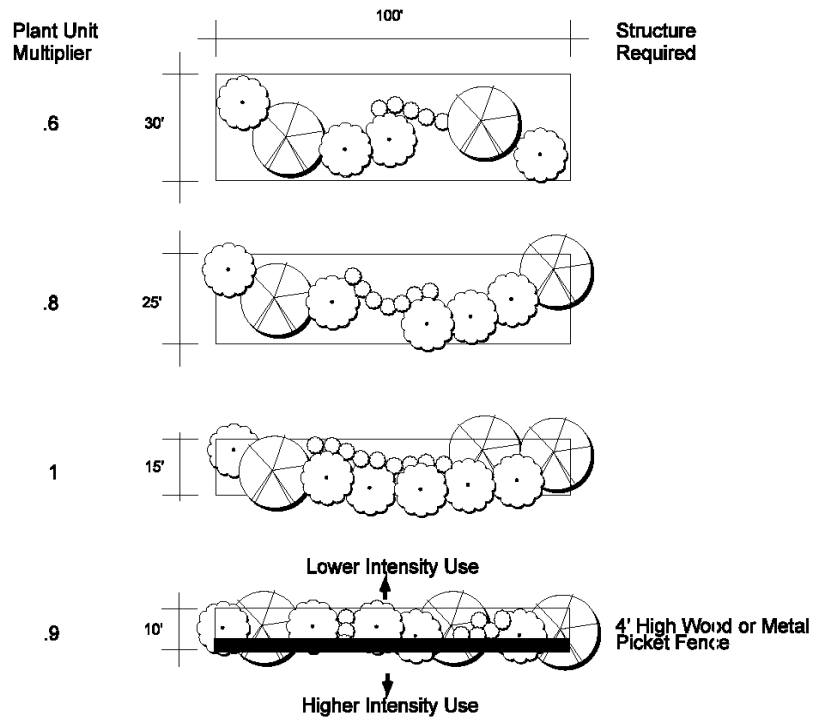 100'
Plant Unit
Multiplier
Structure
Required
.6
30'
.8
25'
1
15'
Lower Intensity Use
.9
10'
4' High Wood or Metal
Picket Fence
Higher Intensity Use